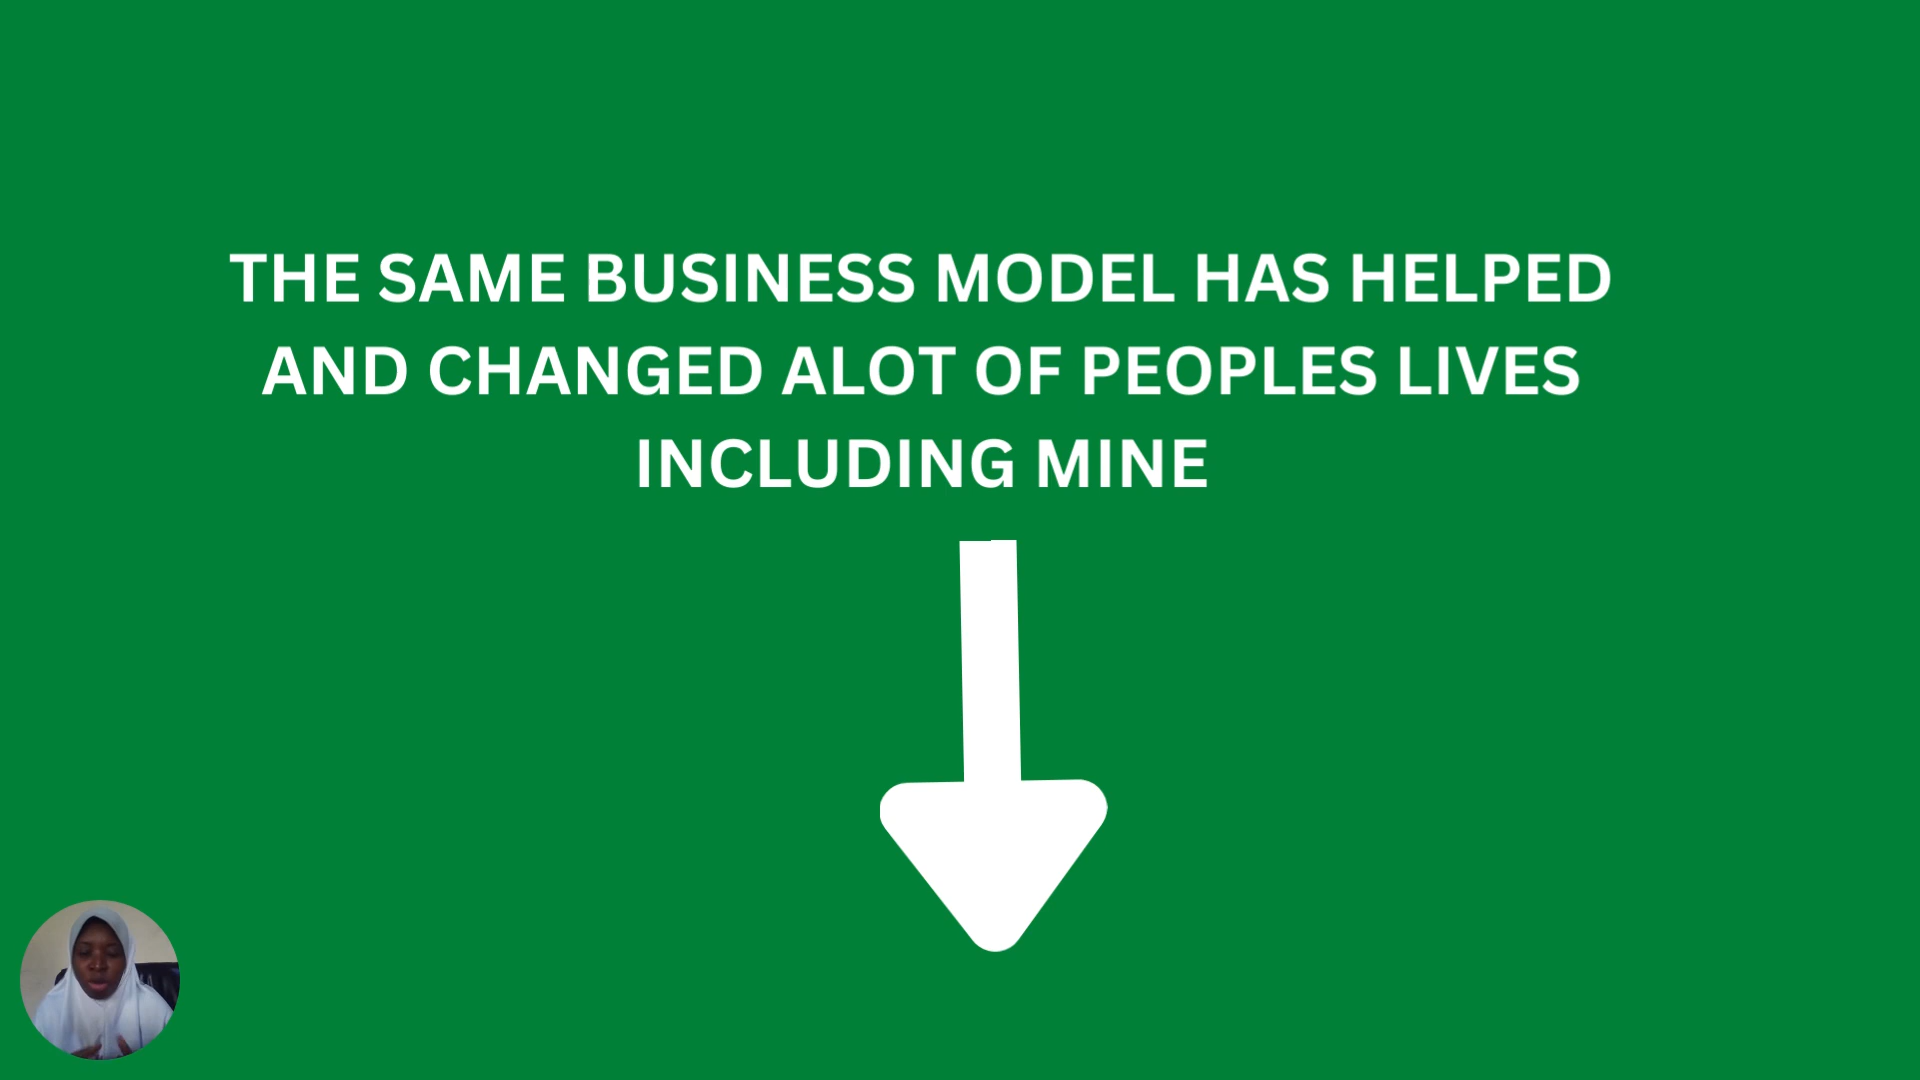 THE SAME BUSINESS MODEL HAS HELPED
AND CHANGED ALOT OF PEOPLES LIVES
INCLUDING MINE